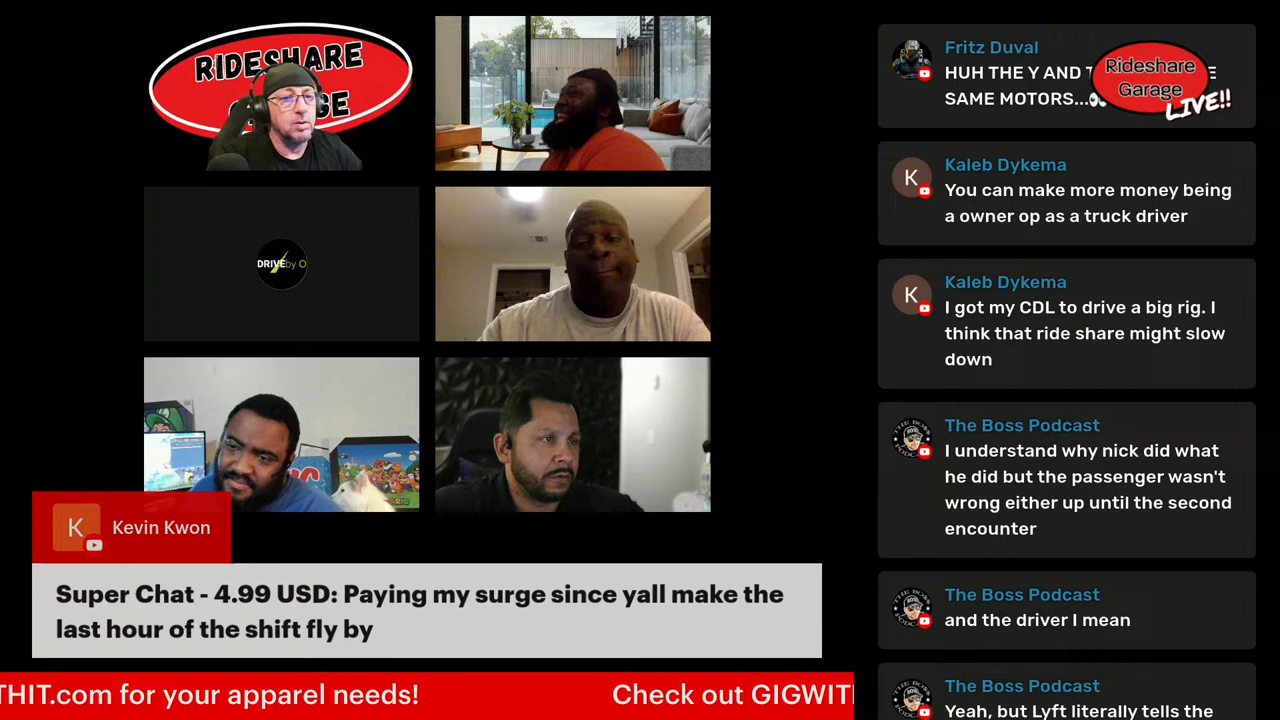 RIDESHARE
DRIVEby O
K
Kevin Kwon
Super Chat - 4.99 USD: Paying my surge since yall make the
last hour of the shift fly by
THIT.com for your apparel needs!
Check out GIGWITH
Fritz Duval
HUH THE Y AND
SAME MOTORS...👀
Rideshare
Garage
LIVE!!
K
Kaleb Dykema
You can make more money being
a owner op as a truck driver
K
Kaleb Dykema
I got my CDL to drive a big rig. I
think that ride share might slow
down
The Boss Podcast
I understand why nick did what
he did but the passenger wasn't
wrong either up until the second
encounter
The Boss Podcast
and the driver I mean
The Boss Podcast
Yeah, but Lyft literally tells the